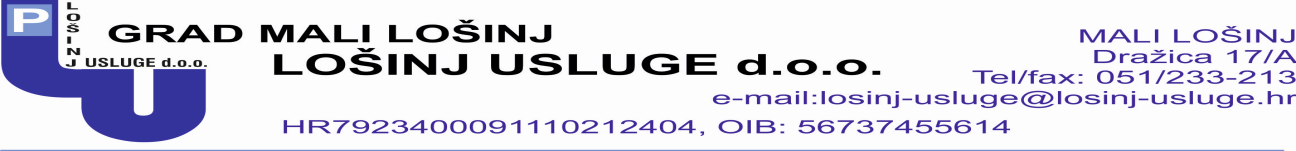 P
LOŠINJ
USLUGE d.o.o.
GRAD MALI LOŠINJ
LOŠINJ USLUGE d.o.o.
MALI LOŠINJ
Dražica 17/A
Tel/fax: 051/233-213
e-mail:losinj-usluge@losinj-usluge.hr
HR7923400091110212404, OIB: 56737455614